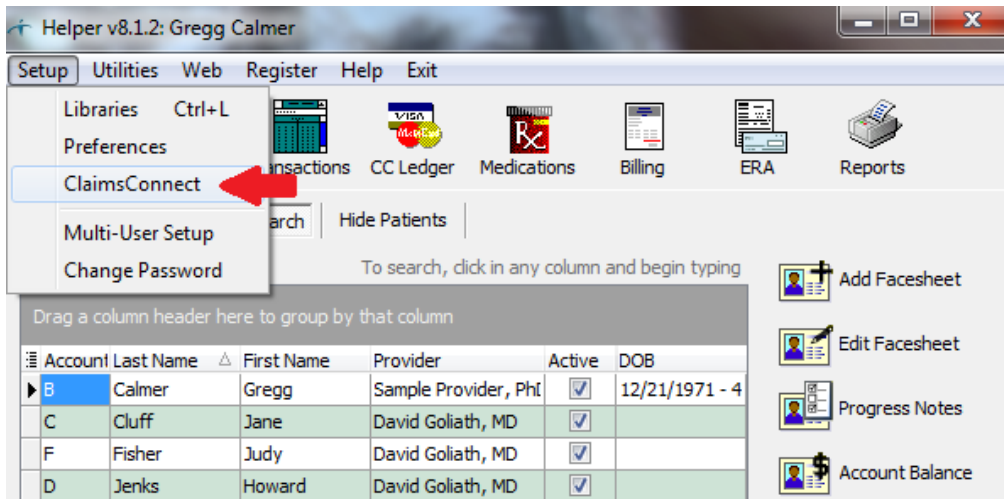 Helper v8.1.2: Gregg Calmer
Setup Utilities Web Register Help Exit
Libraries Ctrl+L
Preferences
ClaimsConnect
Multi-User Setup
Change Password
ansactions CC Ledger Medications Billing ERA Reports
VISA
Rx
arch Hide Patients
To search, click in any column and begin typing
Drag a column header here to group by that column
Account Last Name First Name Provider Active DOB
B Calmer Gregg Sample Provider, PhD 12/21/1971 - 4
C Cluff Jane David Goliath, MD
F Fisher Judy David Goliath, MD
D Jenks Howard David Goliath, MD
Add Facesheet
Edit Facesheet
Progress Notes
Account Balance